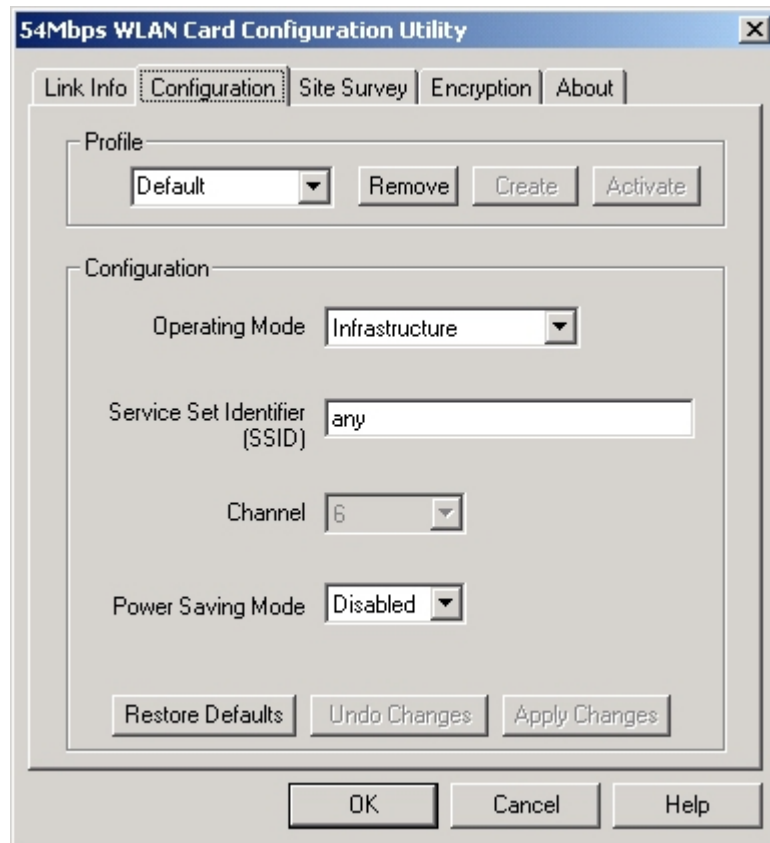 54Mbps WLAN Card Configuration Utility
Link Info Configuration Site Survey Encryption About
Profile
Default Remove Create Activate
Configuration
Operating Mode Infrastructure
Service Set Identifier
(SSID) any
Channel 6
Power Saving Mode Disabled
Restore Defaults Undo Changes Apply Changes
OK Cancel Help